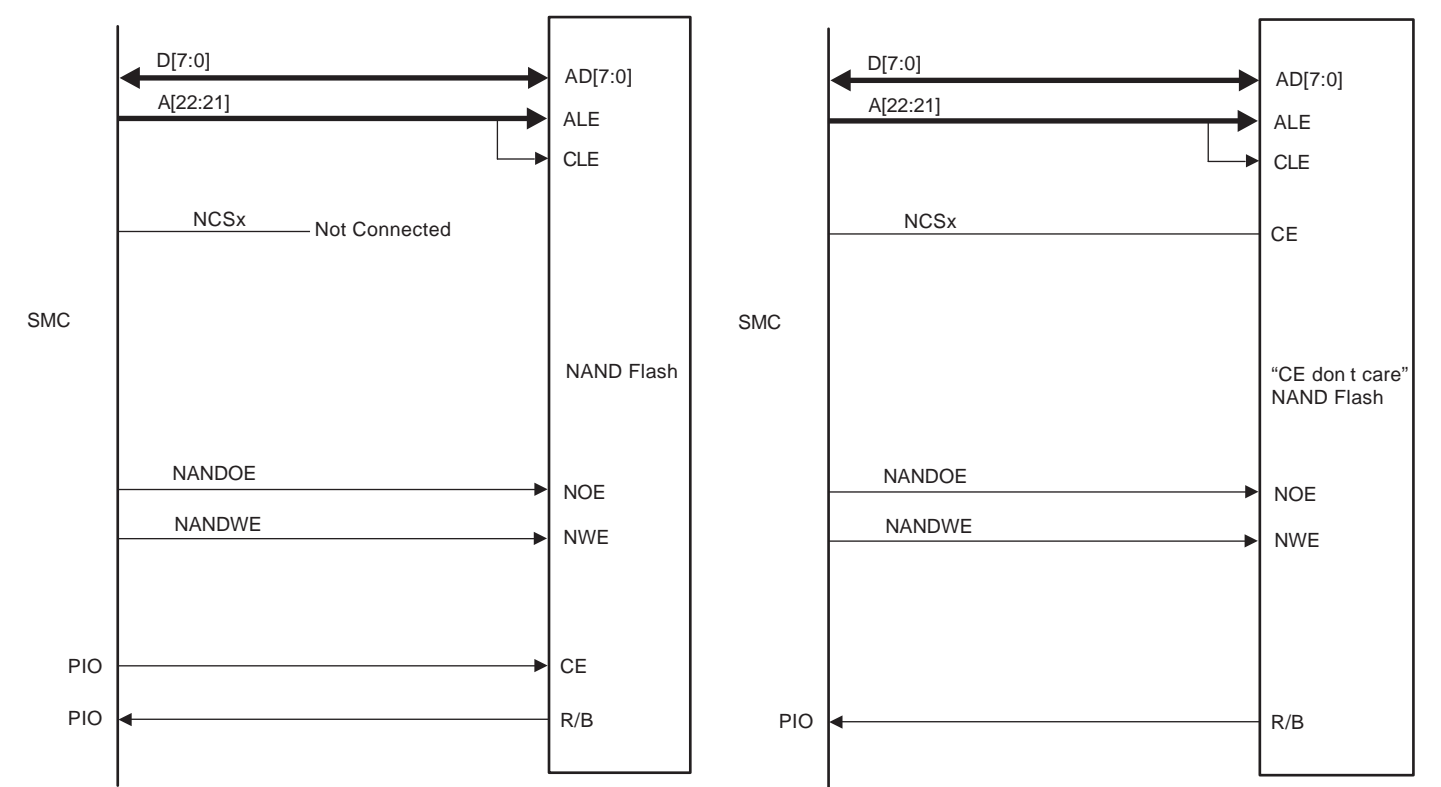 D[7:0]
AD[7:0]
A[22:21]
ALE
CLE
NCSx
Not Connected
SMC
NAND Flash
NANDOE
NOE
NANDWE
NWE
PIO
CE
PIO
R/B
D[7:0]
AD[7:0]
A[22:21]
ALE
CLE
NCSx
CE
SMC
“CE don t care”
NAND Flash
NANDOE
NOE
NANDWE
NWE
PIO
R/B